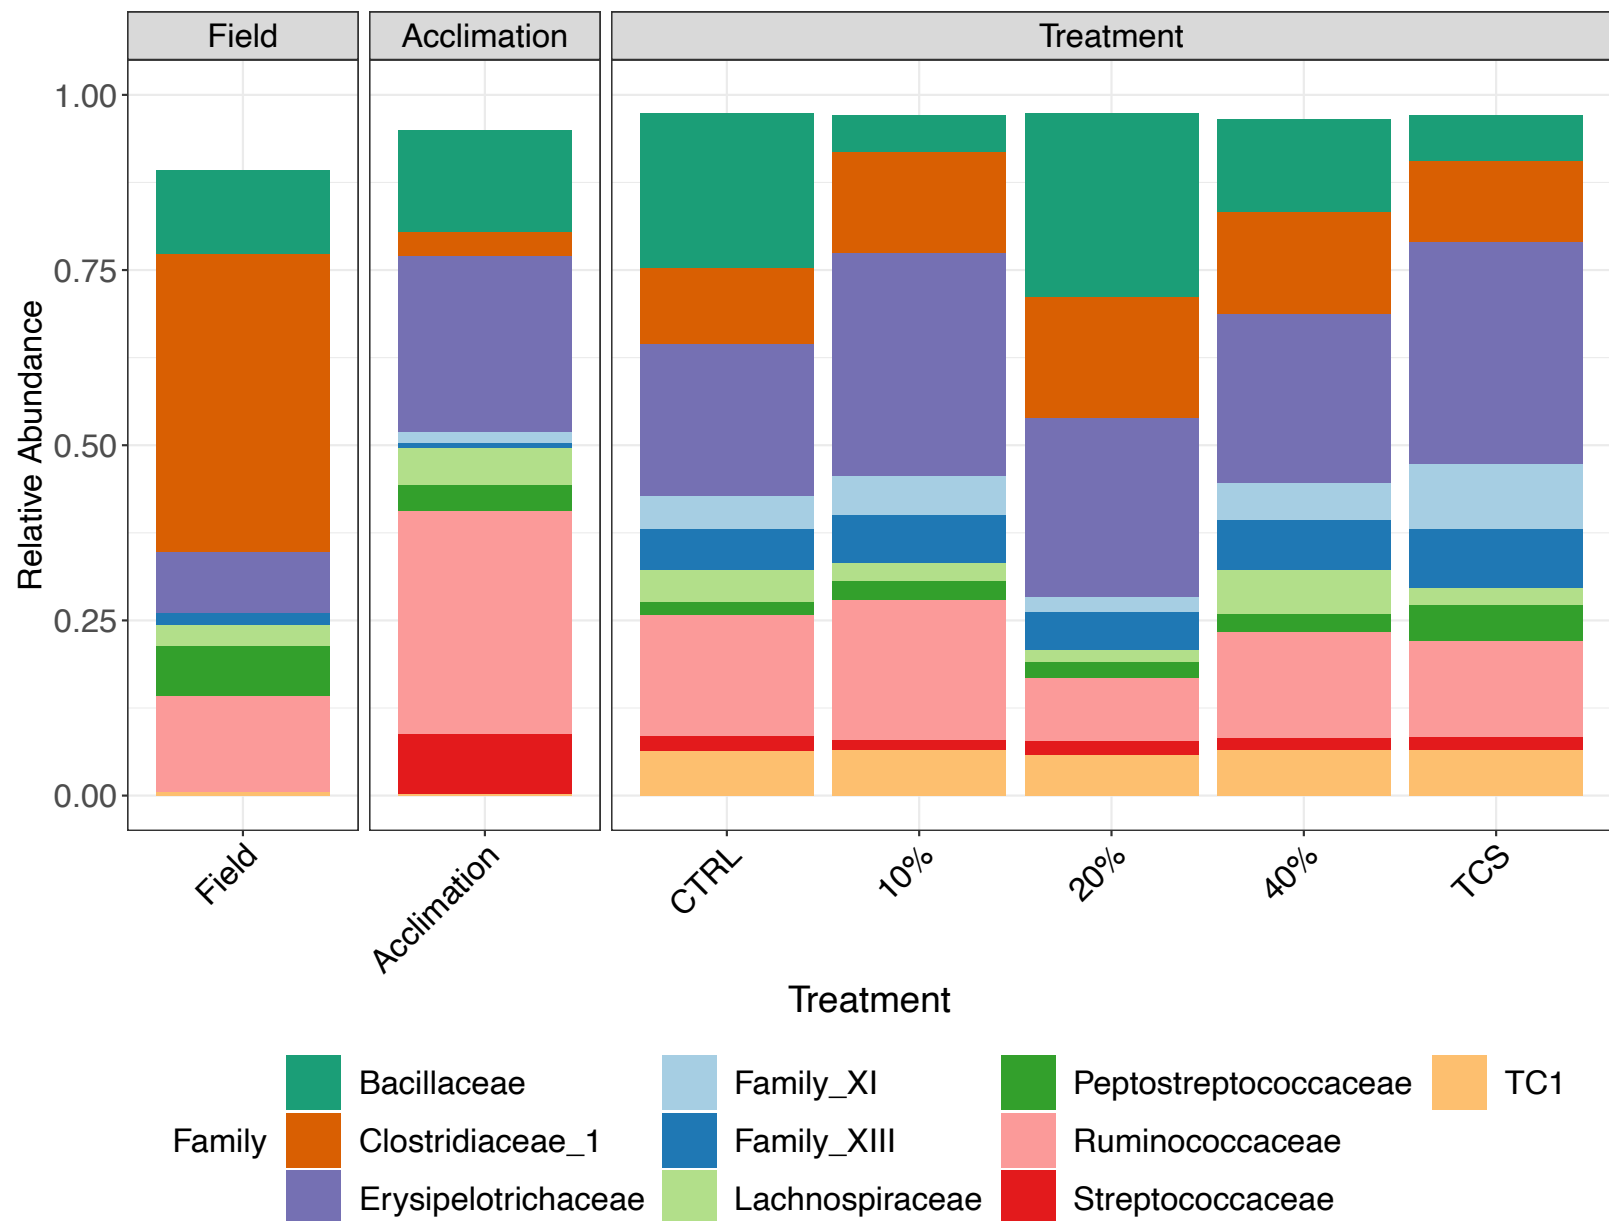 Field
Acclimation
Treatment
Relative Abundance
1.00
0.75
0.50
0.25
0.00
Field
Acclimation
CTRL
10%
20%
40%
TCS
Treatment
Family
Bacillaceae
Clostridiaceae_1
Erysipelotrichaceae
Family_XI
Family_XIII
Lachnospiraceae
Peptostreptococcaceae
Ruminococcaceae
Streptococcaceae
TC1